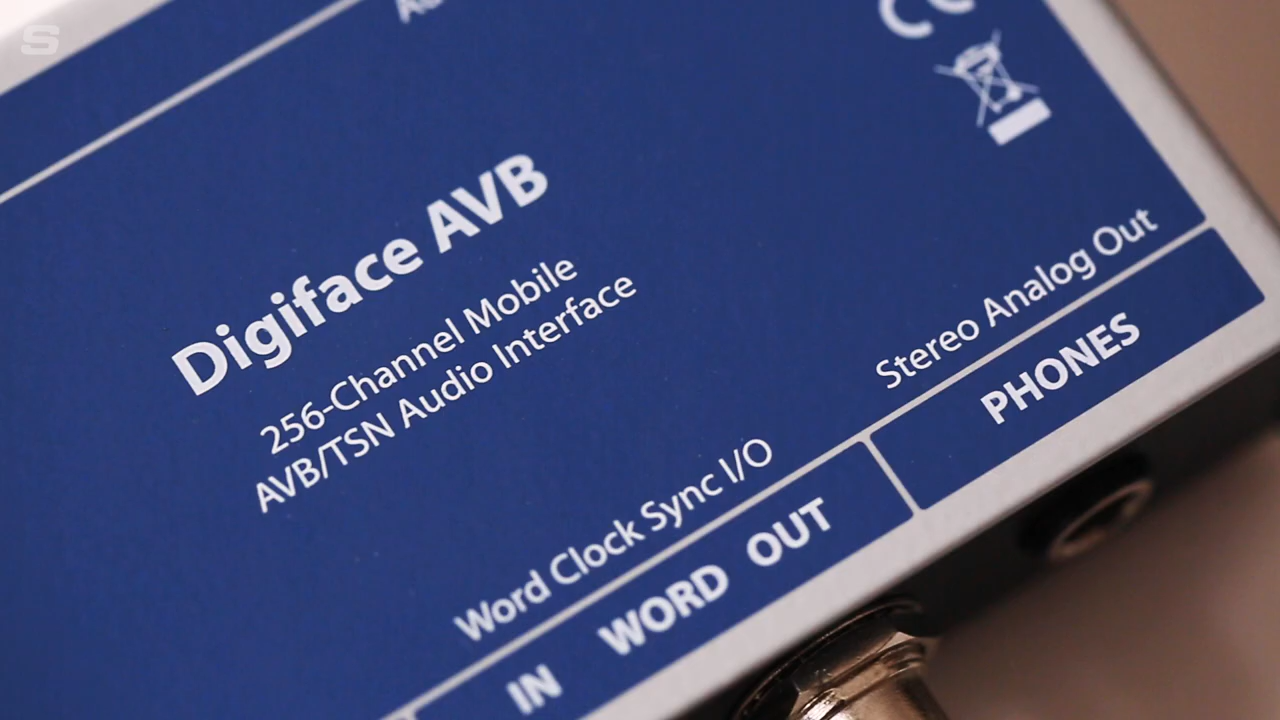 S
Digiface AVB
256-Channel Mobile
AVB/TSN Audio Interface
Stereo Analog Out
PHONES
Word Clock Sync I/O
IN WORD OUT